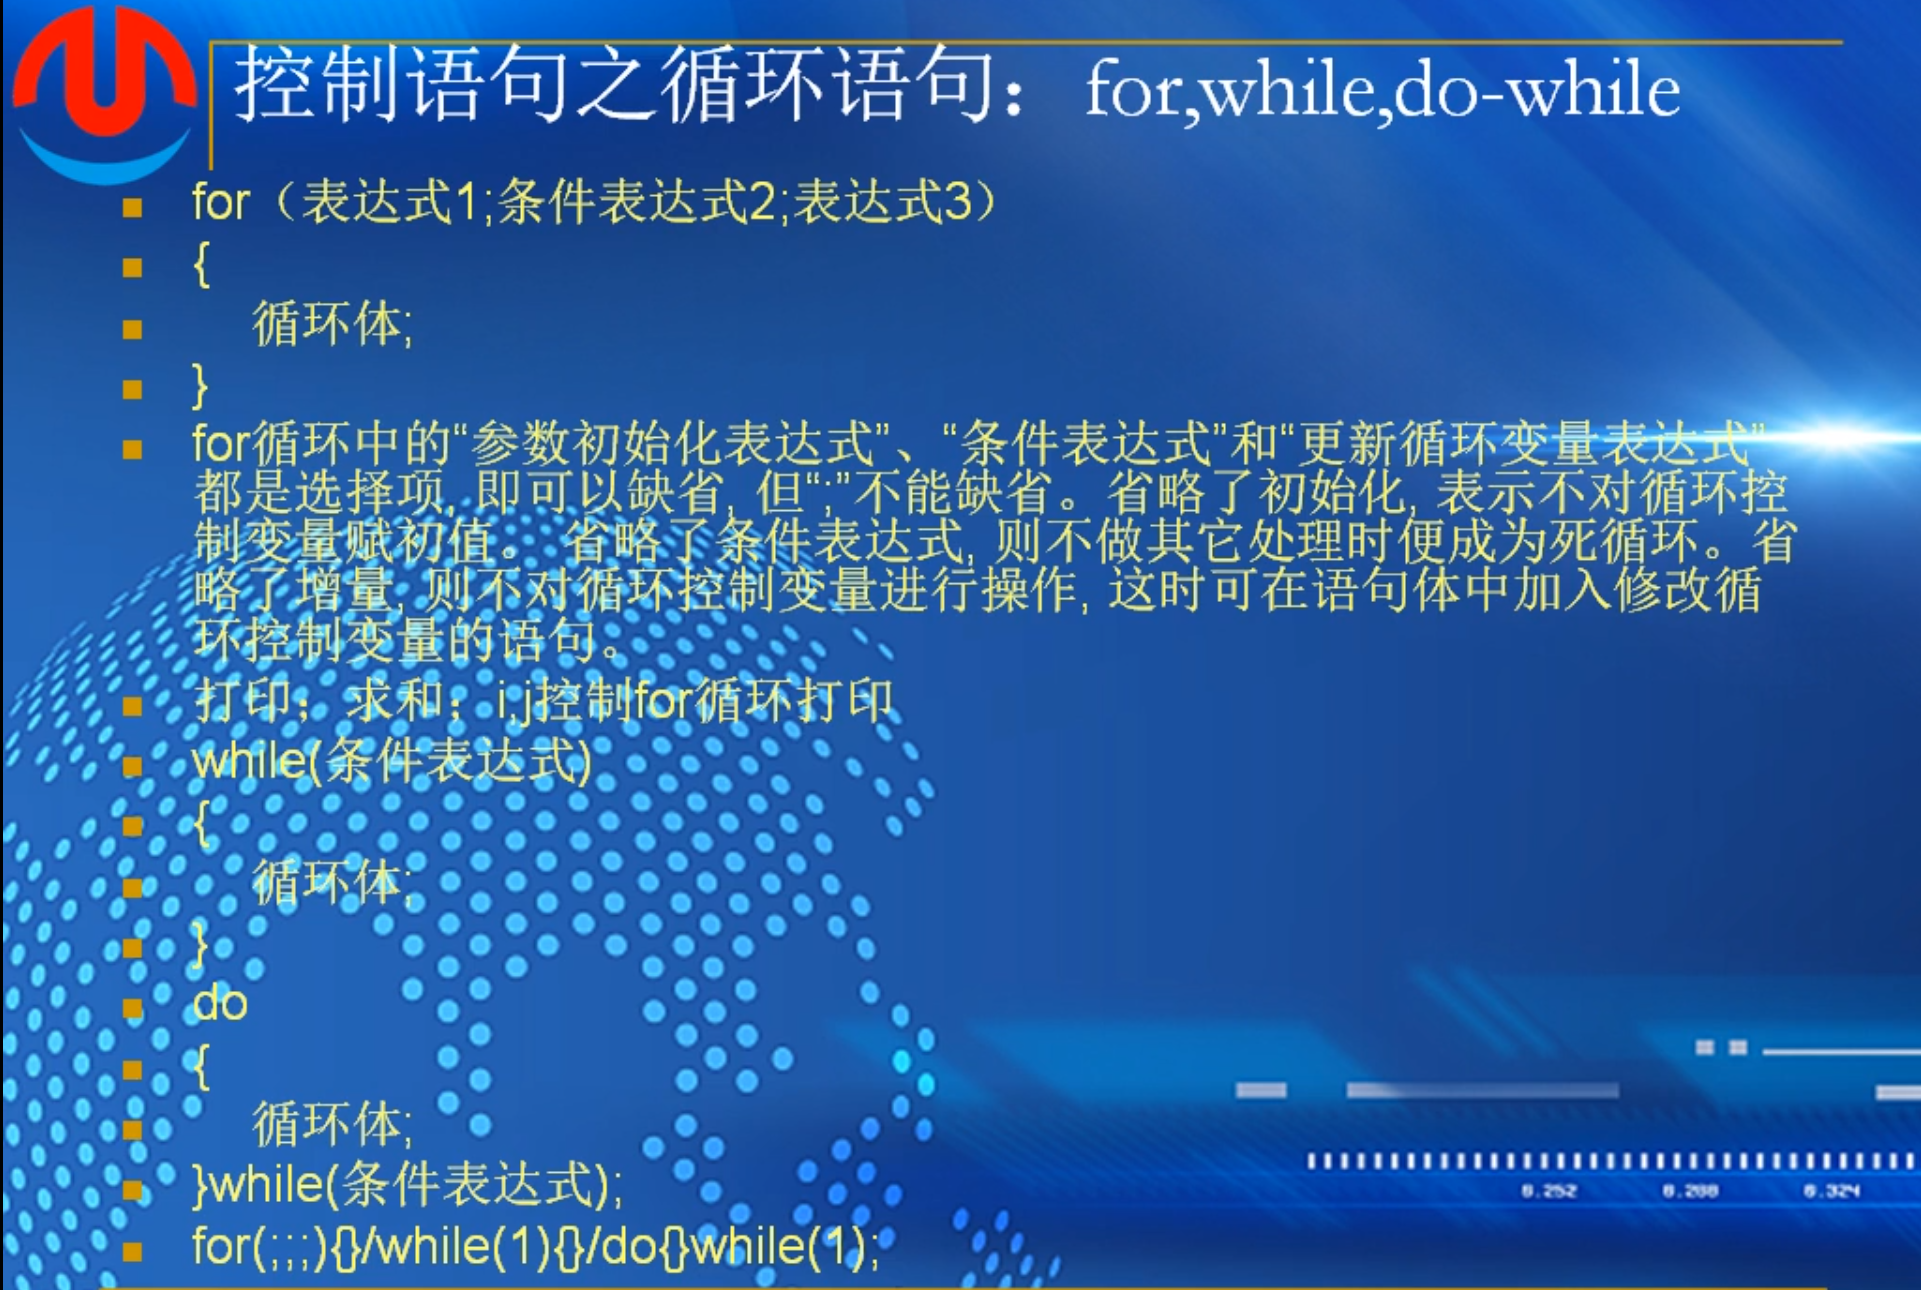 控制语句之循环语句： for,while,do-while
for（表达式1;条件表达式2;表达式3）
{
循环体;
}
for循环中的“参数初始化表达式”、“条件表达式”和“更新循环变量表达式”
都是选择项, 即可以缺省, 但“;”不能缺省。省略了初始化, 表示不对循环控
制变量赋初值。 省略了条件表达式, 则不做其它处理时便成为死循环。省
略了增量, 则不对循环控制变量进行操作, 这时可在语句体中加入修改循
环控制变量的语句。
打印；求和；i,j控制for循环打印
while(条件表达式)
{
循环体;
}
do
{
循环体;
}while(条件表达式);
for(;;;){}/while(1){}/do{}while(1);
0.252 0.288 0.324